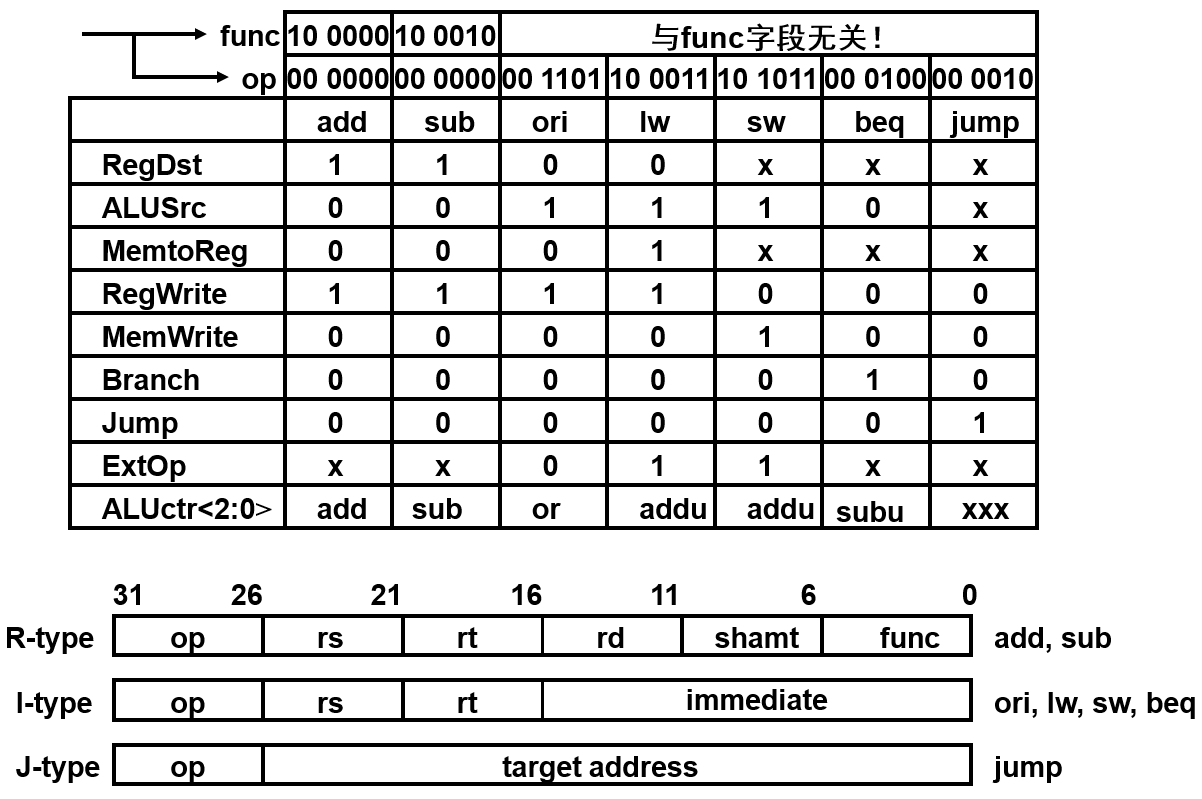 func 10 0000 10 0010 与func字段无关！
op 00 0000 00 0000 00 1101 10 0011 10 1011 00 0100 00 0010
add sub ori lw sw beq jump
RegDst 1 1 0 0 x x x
ALUSrc 0 0 1 1 1 0 x
MemtoReg 0 0 0 1 x x x
RegWrite 1 1 1 1 0 0 0
MemWrite 0 0 0 0 1 0 0
Branch 0 0 0 0 0 1 0
Jump 0 0 0 0 0 0 1
ExtOp x x 0 1 1 x x
ALUctr<2:0> add sub or addu addu subu xxx
31 26 21 16 11 6 0
R-type op rs rt rd shamt func add, sub
I-type op rs rt immediate ori, lw, sw, beq
J-type op target address jump